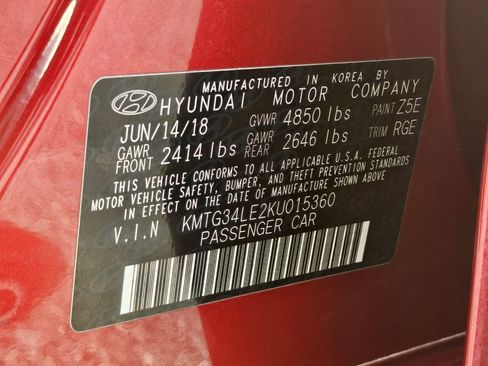 MANUFACTURED IN KOREA BY
HYUNDAI MOTOR COMPANY
JUN/14/18 GVWR 4850 lbs PAINT Z5E
GAWR FRONT 2414 lbs GAWR REAR 2646 lbs TRIM RGE
THIS VEHICLE CONFORMS TO ALL APPLICABLE U.S.A. FEDERAL
MOTOR VEHICLE SAFETY, BUMPER, AND THEFT PREVENTION STANDARDS
IN EFFECT ON THE DATE OF MANUFACTURE SHOWN ABOVE.
V.I.N KMTG34LE2KU015360
PASSENGER CAR